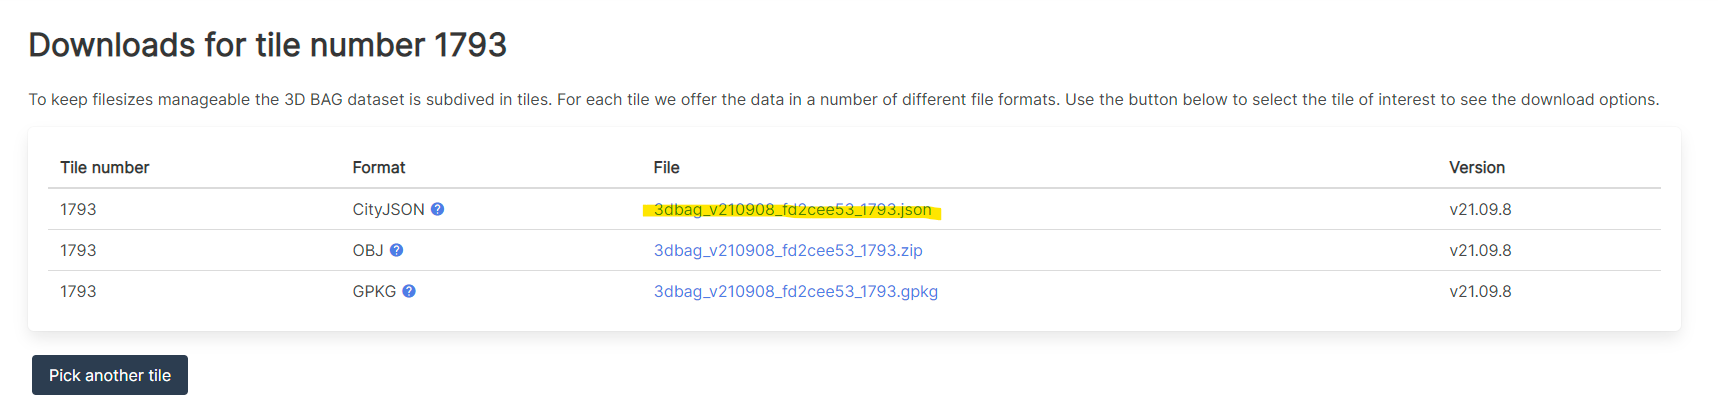 Downloads for tile number 1793
To keep filesizes manageable the 3D BAG dataset is subdived in tiles. For each tile we offer the data in a number of different file formats. Use the button below to select the tile of interest to see the download options.
Tile number Format File Version
1793 CityJSON ? 3dbag_v210908_fd2cee53_1793.json v21.09.8
1793 OBJ ? 3dbag_v210908_fd2cee53_1793.zip v21.09.8
1793 GPKG ? 3dbag_v210908_fd2cee53_1793.gpkg v21.09.8
Pick another tile